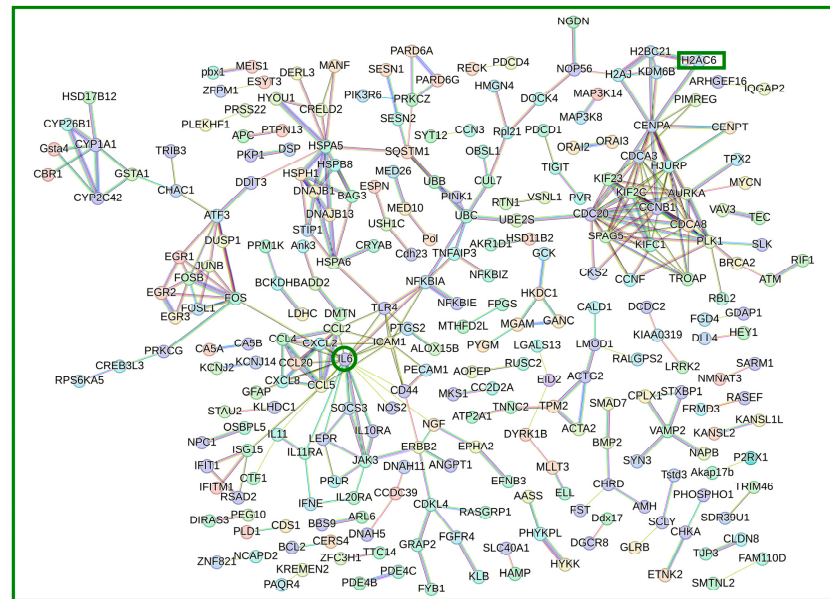 NGDN
H2BC21
H2AC6
NOP56
H2AJ
KDM6B
ARHGEF16
IQGAP2
PIMREG
MAP3K14
MAP3K8
CENPA
CENPT
ORAI2
ORAI3
pbx1
MEIS1
ZFPM1
ESYT3
DERL3
MANF
PARD6A
SESN1
PARD6G
RECK
PDCD4
HYOU1
CRELD2
PIK3R6
PRKCZ
HMGN4
DOCK4
SESN2
PRSS22
PLEKHF1
APC
PTPN13
SYT12
CCN3
Rpl21
PDCD1
OBSL1
TIGIT
PKP1
DSP
HSPA5
SQSTM1
HSPB8
HSPH1
MED26
UBB
CUL7
PVR
DNAJB1
BAG3
ESPN
PINK1
RTN1
VSNL1
DNAJB13
MED10
UBC
UBE2S
STIP1
USH1C
Pol
HSD11B2
AKR1D1
Ank3
CRYAB
Cdh23
TNFAIP3
GCK
PPM1K
HSPA6
NFKBIZ
HSD17B12
CYP26B1
CYP1A1
Gsta4
CBR1
GSTA1
CYP2C42
TRIB3
CHAC1
DDIT3
ATF3
DUSP1
EGR1
JUNB
FOSB
EGR2
FOSL1
FOS
EGR3
PRKCG
CREB3L3
RPS6KA5
CDCA3
HJURP
TPX2
KIF23
KIF2C
AURKA
MYCN
CCNB1
CDC20
CDCA8
VAV3
TEC
SPAG5
KIFC1
PLK1
SLK
BRCA2
RIF1
CKS2
CCNF
TROAP
ATM
RBL2
BCKDHB
ADD2
NFKBIA
NFKBIE
HKDC1
LDHC
DMTN
TLR4
FPGS
MGAM
GANC
CALD1
DCDC2
FGD4
GDAP1
PTGS2
MTHFD2L
PYGM
DLL4
HEY1
CCL2
CCL4
CXCL2
ICAM1
ALOX15B
LGALS13
LMOD1
KIAA0319
CA5A
CA5B
CCL20
IL6
RUSC2
RALGPS2
LRRK2
KCNJ2
KCNJ14
CXCL8
CCL5
PECAM1
AQPEP
EID2
ACTG2
SARM1
NMNAT3
GFAP
CD44
MKS1
CC2D2A
STXBP1
RASEF
STAU2
KLHDC1
SOCS3
NOS2
ATP2A1
TNNC2
TPM2
SMAD7
CPLX1
FRMD3
KANSL1L
OSBPL5
IL11
IL10RA
NGF
DYRK1B
ACTA2
VAMP2
KANSL2
NPC1
ISG15
LEPR
ERBB2
EPHA2
BMP2
IL11RA
JAK3
MLLT3
SYN3
NAPB
P2RX1
IFIT1
IFITM1
CTF1
PRLR
DNAH11
ANGPT1
EFNB3
ELL
CHRD
Tstd3
Akap17b
RSAD2
IFNE
IL20RA
CCDC39
CDKL4
AASS
FST
AMH
PHOSPHO1
TRIM46
DIRAS3
PEG10
ARL6
RASGRP1
Ddx17
SCLY
SDR39U1
PLD1
CDS1
BBS9
DNAH5
PHYKPL
CHKA
BCL2
CERS4
GRAP2
FGFR4
SLC40A1
DGCR8
GLRB
CLDN8
ZNF821
NCAPD2
ZFC3H1
TTC14
HYKK
TJP3
FAM110D
KREMEN2
PDE4C
KLB
HAMP
ETNK2
PAQR4
PDE4B
FYB1
SMTNL2